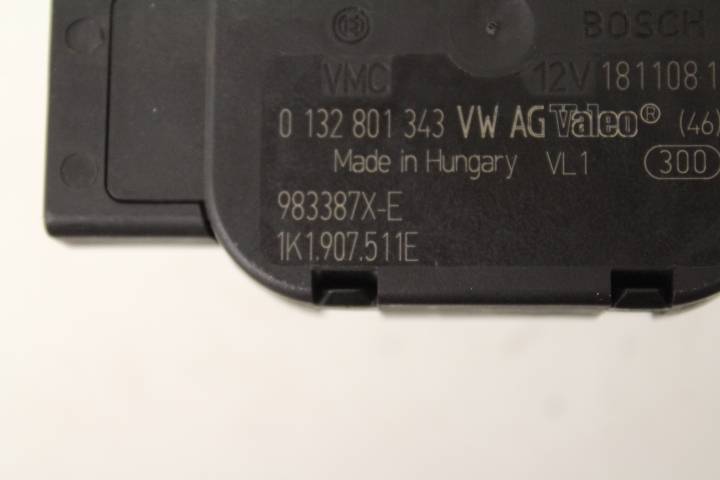 BOSCH
VMC 12V 181108 1
0 132 801 343 VW AG Valeo® (46)
Made in Hungary VL1 300
983387X-E
1K1.907.511E